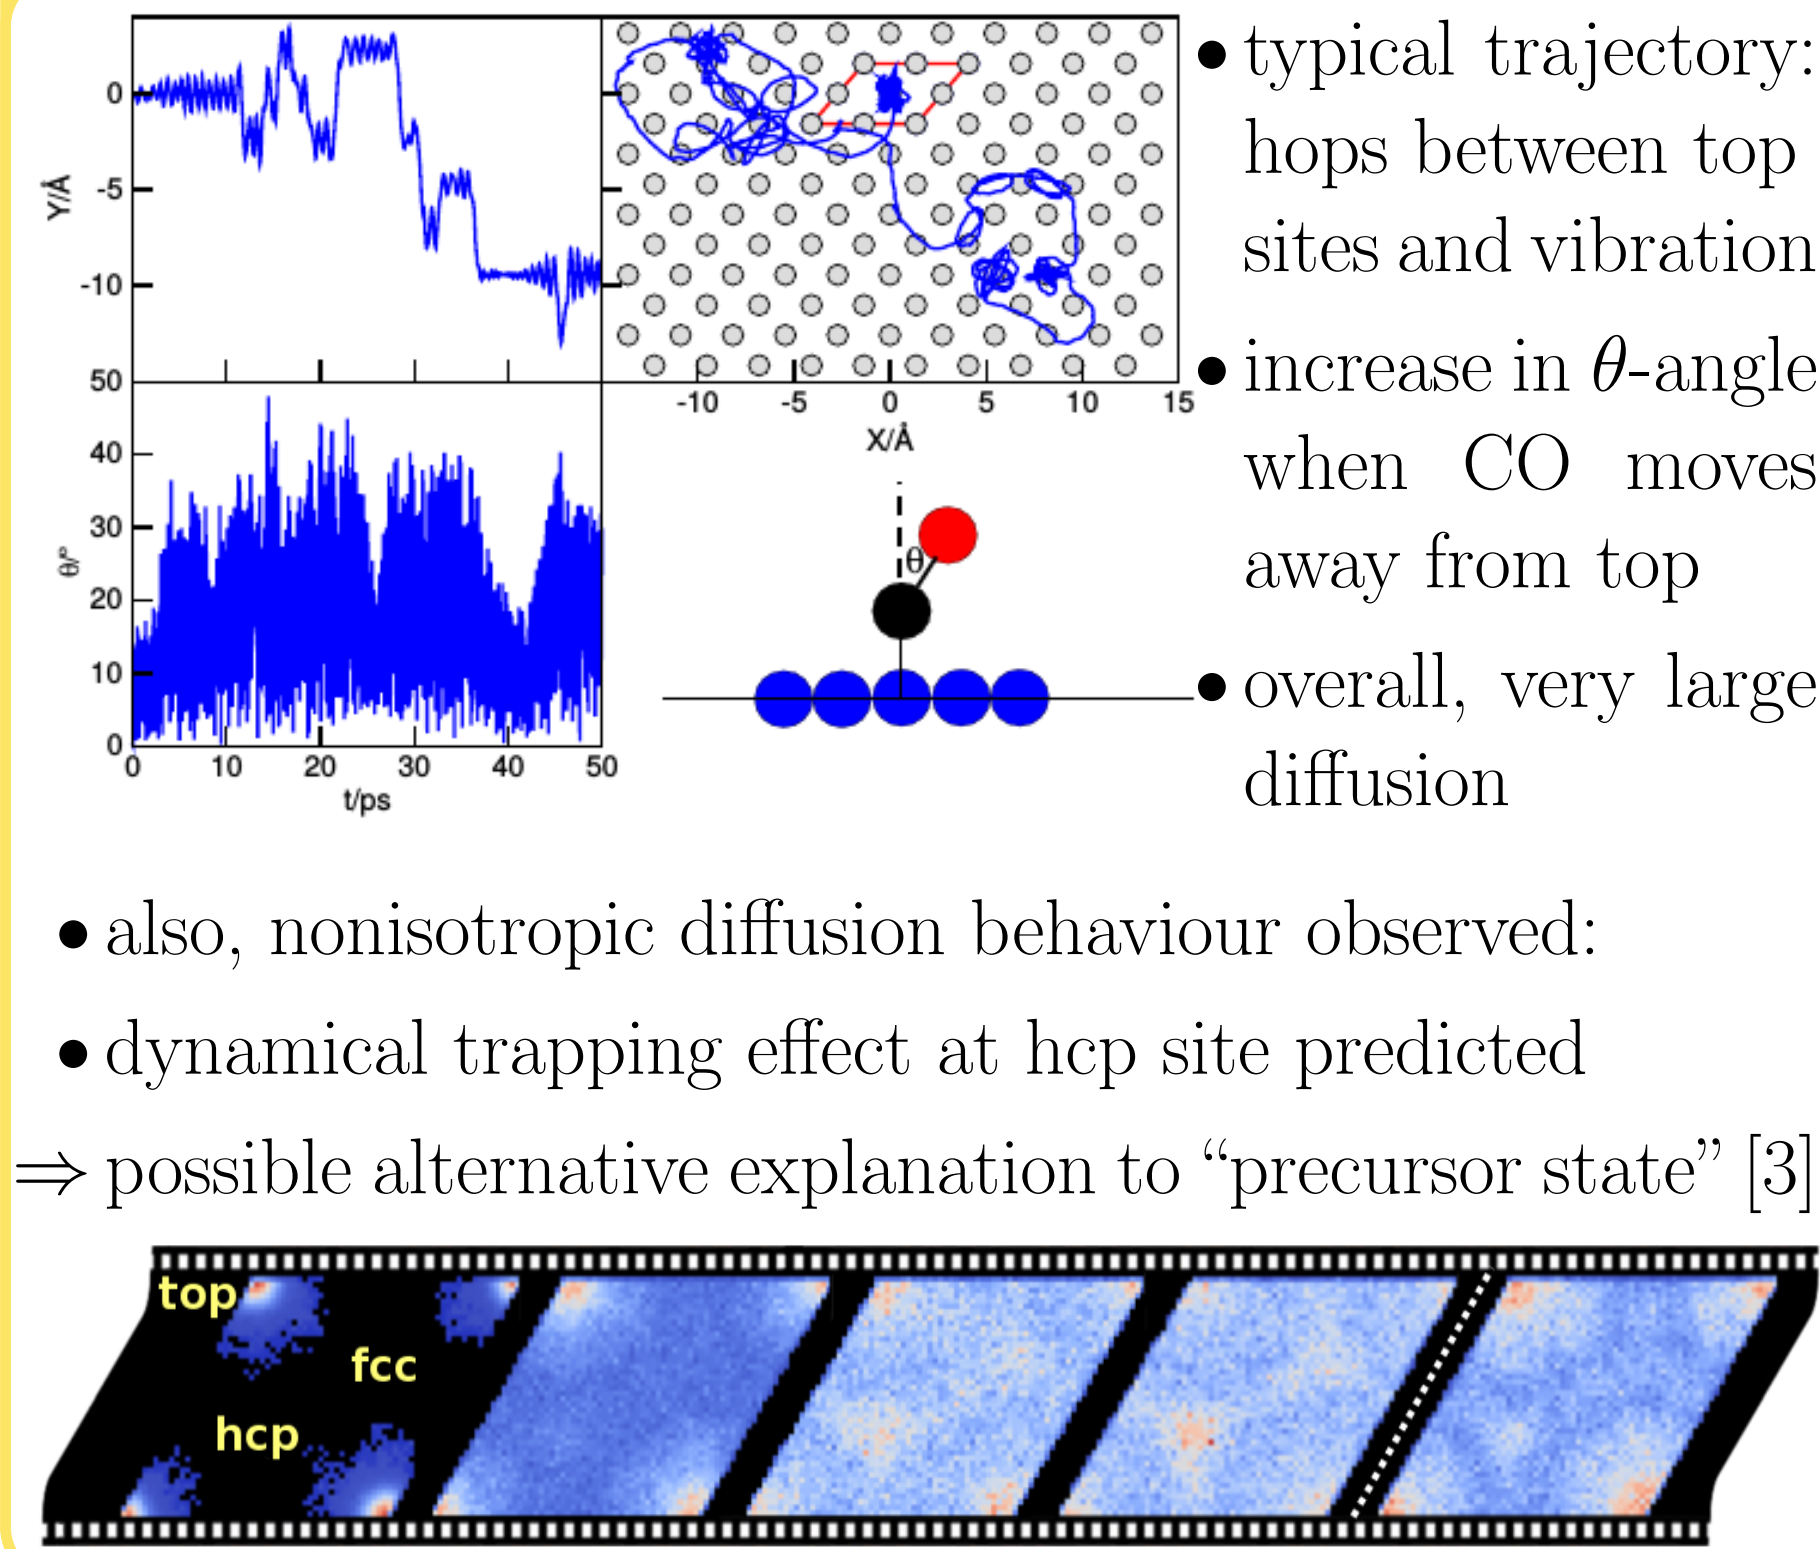 0
-5
-10
Y/Å
50
40
30
20
10
0
θ/°
0 10 20 30 40 50
t/ps
-10 -5 0 5 10 15
X/Å
θ
• typical trajectory:
hops between top
sites and vibration
• increase in θ-angle
when CO moves
away from top
• overall, very large
diffusion
• also, nonisotropic diffusion behaviour observed:
• dynamical trapping effect at hcp site predicted
⇒ possible alternative explanation to “precursor state” [3]
top
fcc
hcp